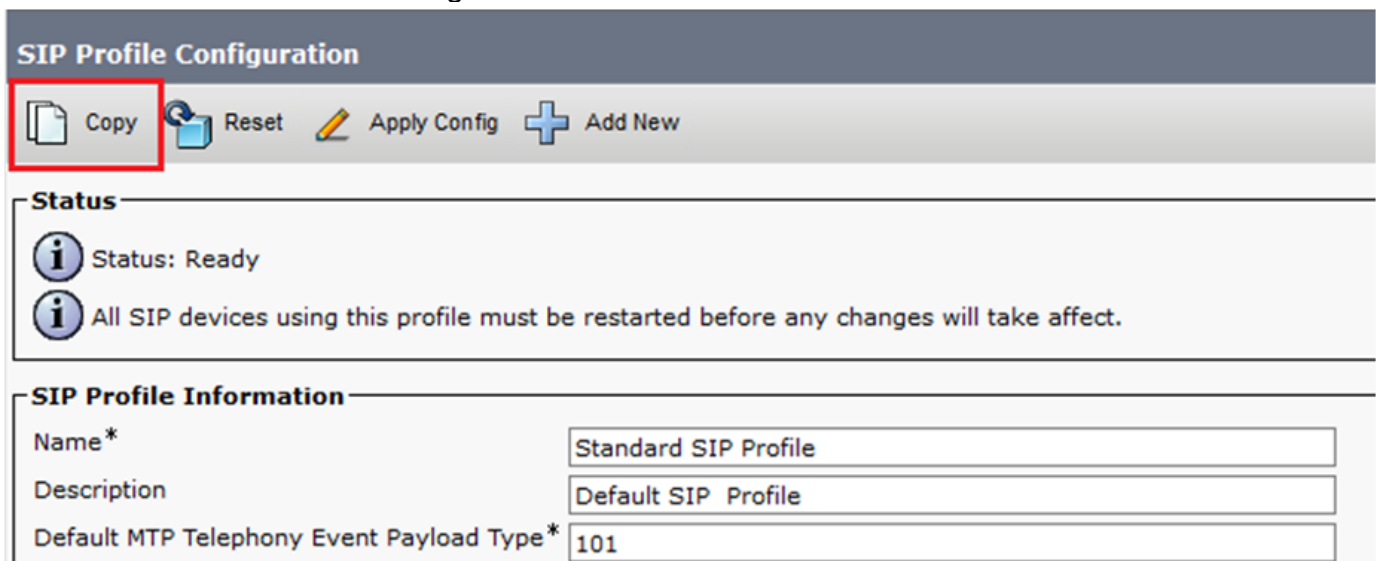 SIP Profile Configuration
Copy Reset Apply Config Add New
Status
Status: Ready
All SIP devices using this profile must be restarted before any changes will take affect.
SIP Profile Information
Name* Standard SIP Profile
Description Default SIP Profile
Default MTP Telephony Event Payload Type* 101